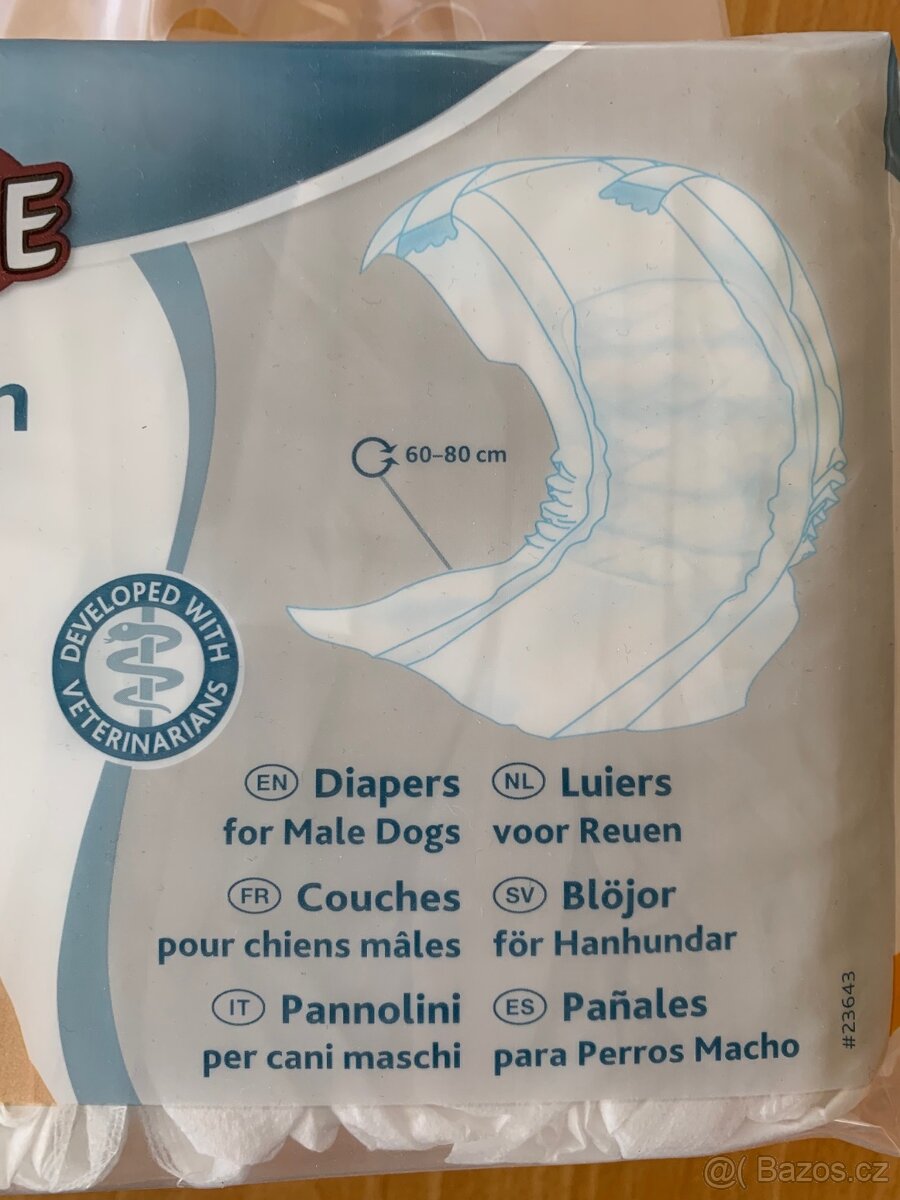 E
n
60–80 cm
DEVELOPED WITH
VETERINARIANS
EN Diapers
for Male Dogs
NL Luiers
voor Reuen
FR Couches
pour chiens mâles
SV Blöjor
för Hanhundar
IT Pannolini
per cani maschi
ES Pañales
para Perros Macho
#23643
@( Bazos.cz